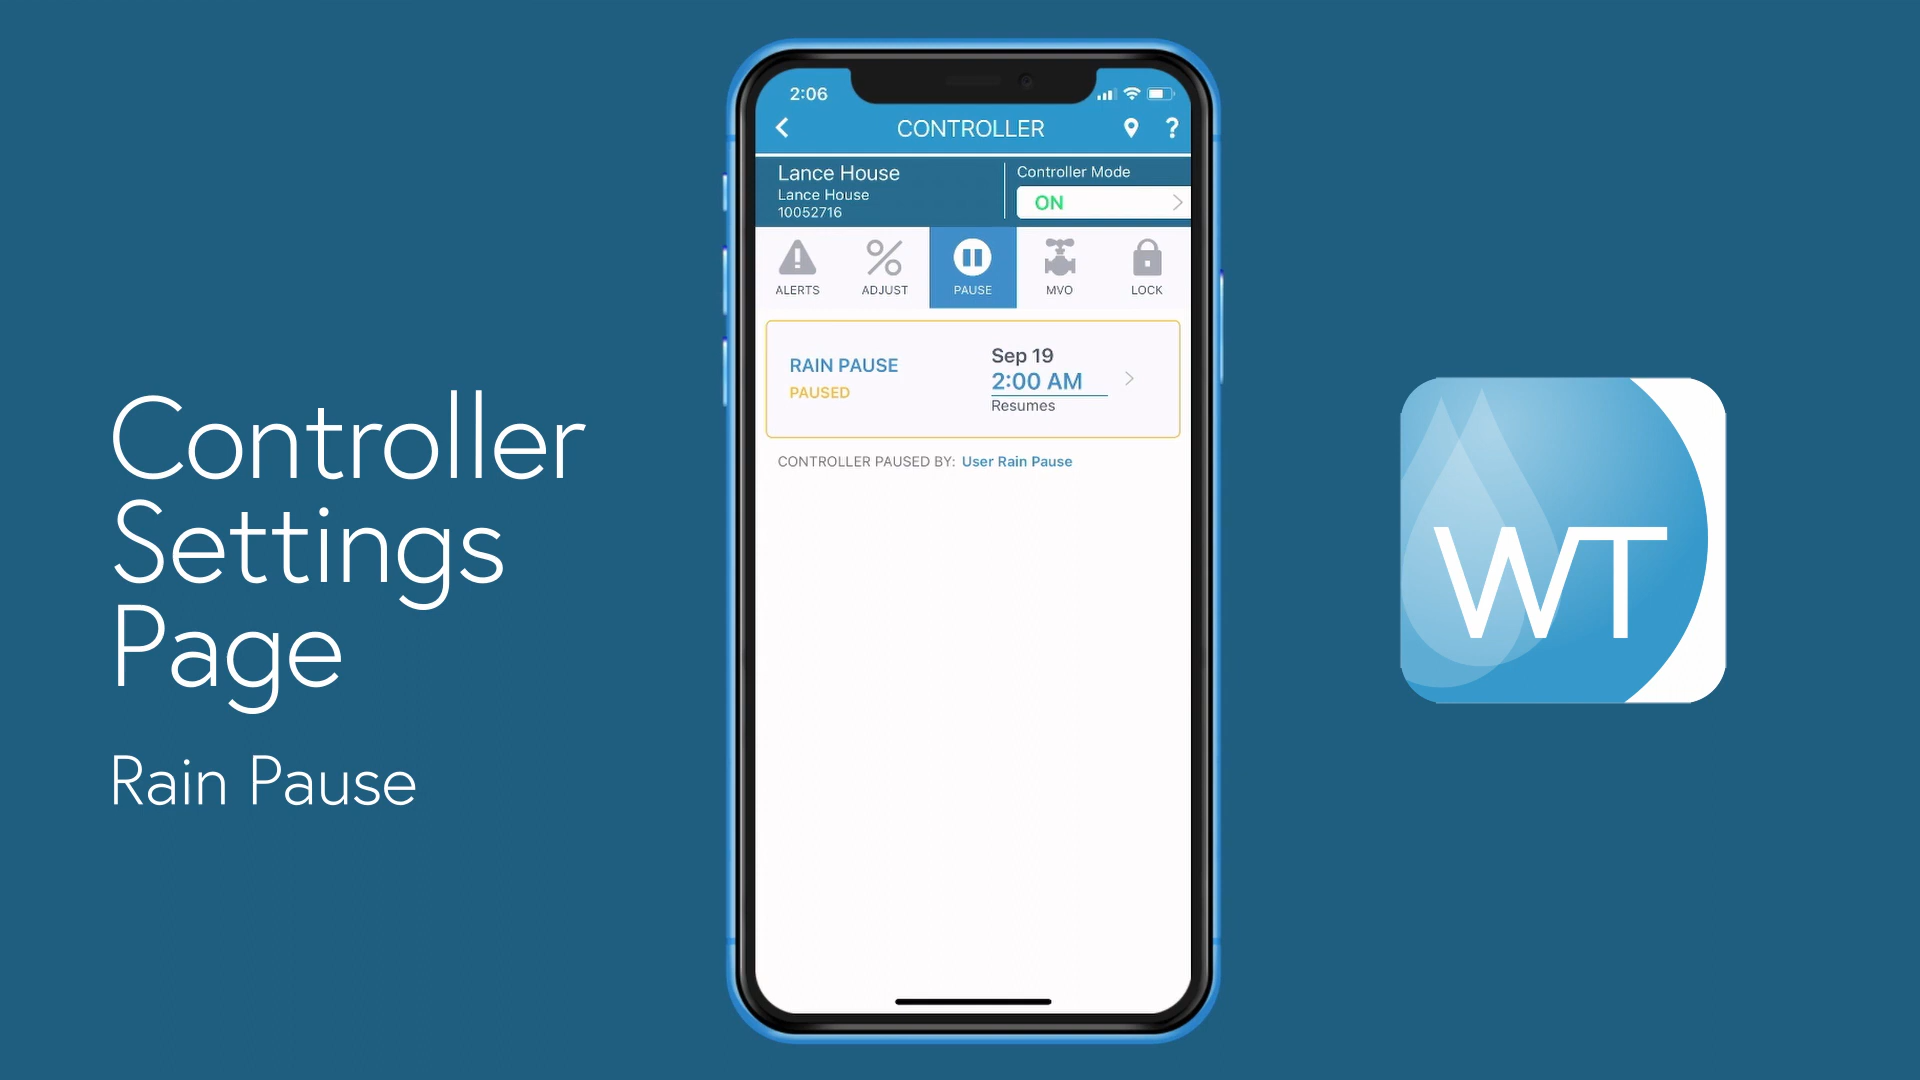 Controller
Settings
Page
Rain Pause
2:06
CONTROLLER
?
Lance House
Lance House
10052716
Controller Mode
ON
ALERTS
ADJUST
PAUSE
MVO
LOCK
RAIN PAUSE
PAUSED
Sep 19
2:00 AM
Resumes
CONTROLLER PAUSED BY: User Rain Pause
WT